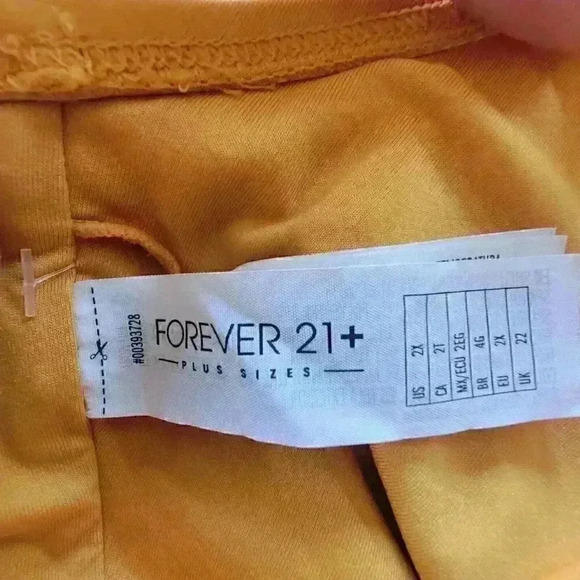 #00393728
FOREVER 21+
PLUS SIZES
US 2X
CA 2T
MX/ECU 2EG
BR 4G
EU 2X
UK 22